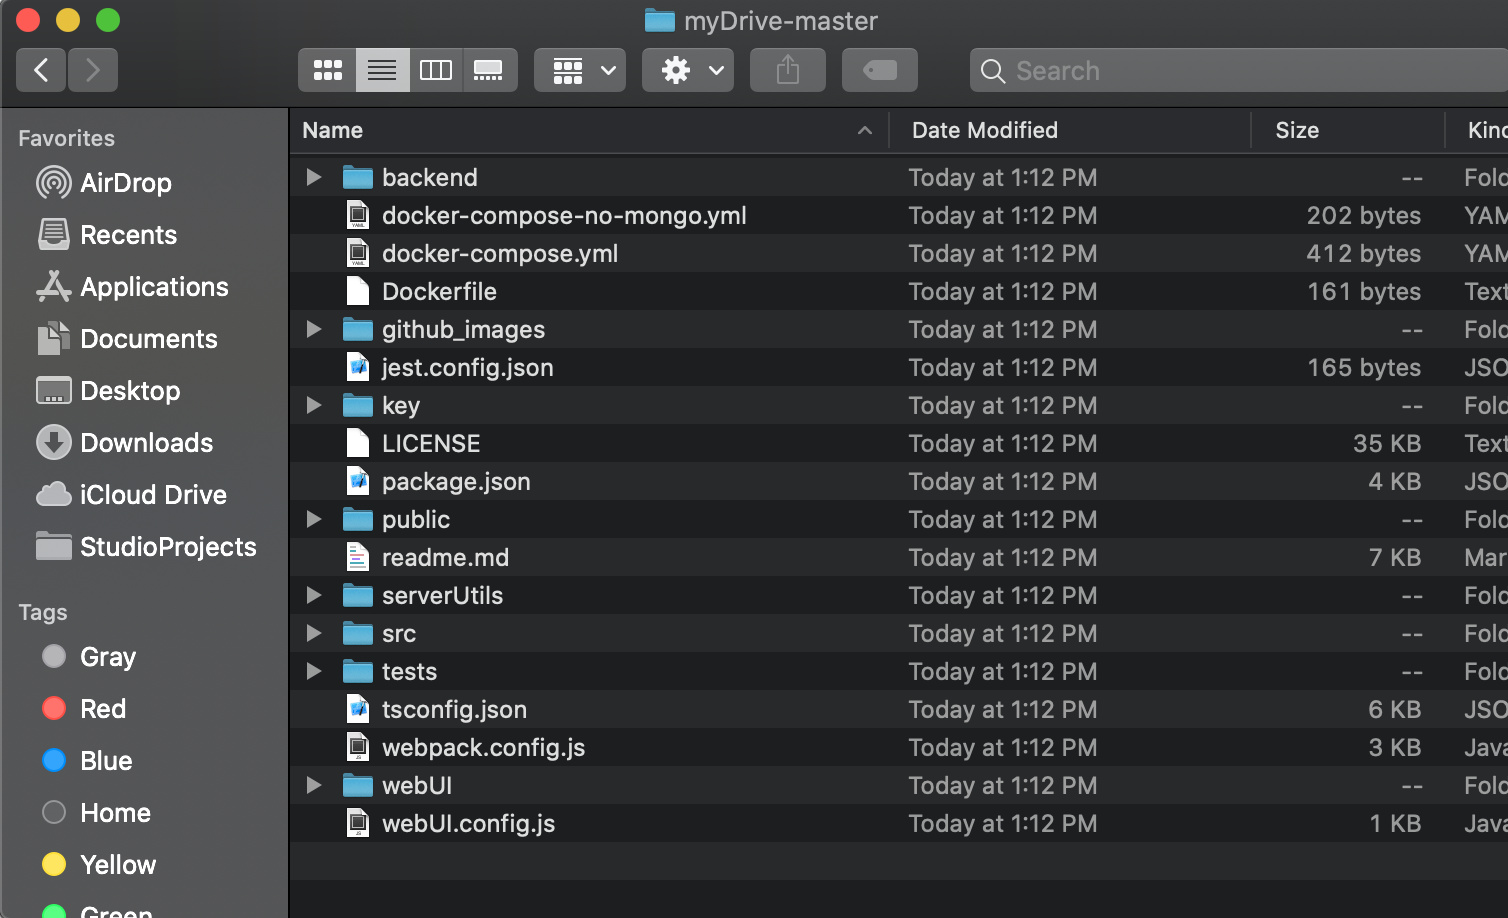 myDrive-master
Search
Favorites
AirDrop
Recents
Applications
Documents
Desktop
Downloads
iCloud Drive
StudioProjects
Tags
Gray
Red
Blue
Home
Yellow
Green
Name Date Modified Size Kind
backend Today at 1:12 PM -- Fold
docker-compose-no-mongo.yml Today at 1:12 PM 202 bytes YAM
docker-compose.yml Today at 1:12 PM 412 bytes YAM
Dockerfile Today at 1:12 PM 161 bytes Text
github_images Today at 1:12 PM -- Fold
jest.config.json Today at 1:12 PM 165 bytes JSO
key Today at 1:12 PM -- Fold
LICENSE Today at 1:12 PM 35 KB Text
package.json Today at 1:12 PM 4 KB JSO
public Today at 1:12 PM -- Fold
readme.md Today at 1:12 PM 7 KB Mar
serverUtils Today at 1:12 PM -- Fold
src Today at 1:12 PM -- Fold
tests Today at 1:12 PM -- Fold
tsconfig.json Today at 1:12 PM 6 KB JSO
webpack.config.js Today at 1:12 PM 3 KB Java
webUI Today at 1:12 PM -- Fold
webUI.config.js Today at 1:12 PM 1 KB Java